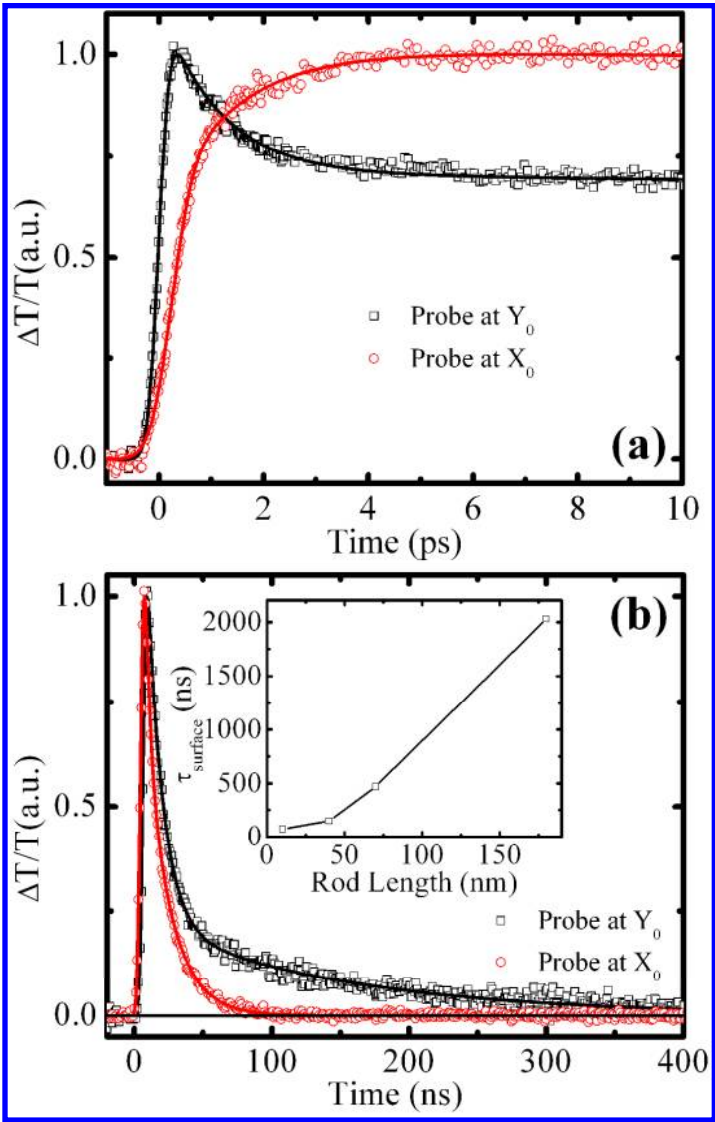 1.0
0.5
0.0
ΔT/T(a.u.)
□ Probe at Y₀
○ Probe at X₀
(a)
0 2 4 6 8 10
Time (ps)
(b)
1.0
0.5
0.0
ΔT/T(a.u.)
2000
1500
1000
500
0
τsurface (ns)
0 50 100 150
Rod Length (nm)
□ Probe at Y₀
○ Probe at X₀
0 100 200 300 400
Time (ns)